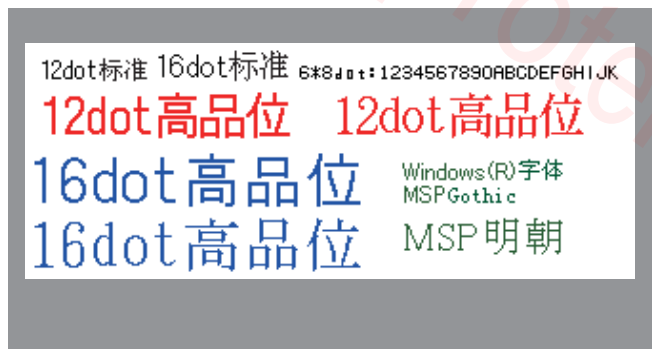 12dot标准 16dot标准 6*8dot:1234567890ABCDEFGHIJK
12dot高品位 12dot高品位
16dot高品位 Windows(R)字体
MSPGothic
16dot高品位 MSP明朝